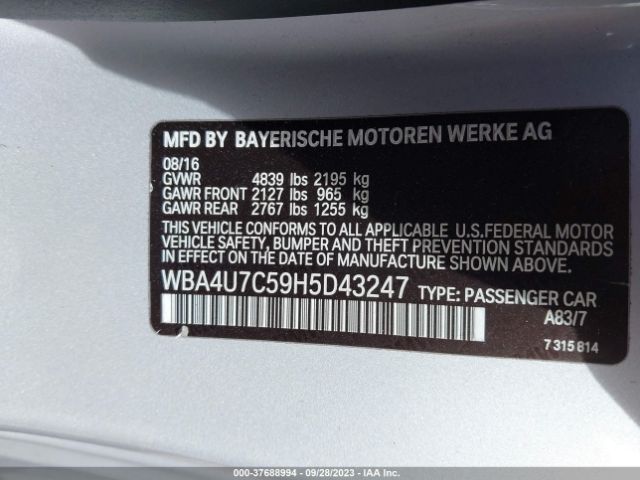 MFD BY BAYERISCHE MOTOREN WERKE AG
08/16
GVWR 4839 lbs 2195 kg
GAWR FRONT 2127 lbs 965 kg
GAWR REAR 2767 lbs 1255 kg
THIS VEHICLE CONFORMS TO ALL APPLICABLE U.S.FEDERAL MOTOR
VEHICLE SAFETY, BUMPER AND THEFT PREVENTION STANDARDS
IN EFFECT ON THE DATE OF MANUFACTURE SHOWN ABOVE.
WBA4U7C59H5D43247 TYPE: PASSENGER CAR
A83/7
7 315 814
000-37688994 - 09/28/2023 - IAA Inc.